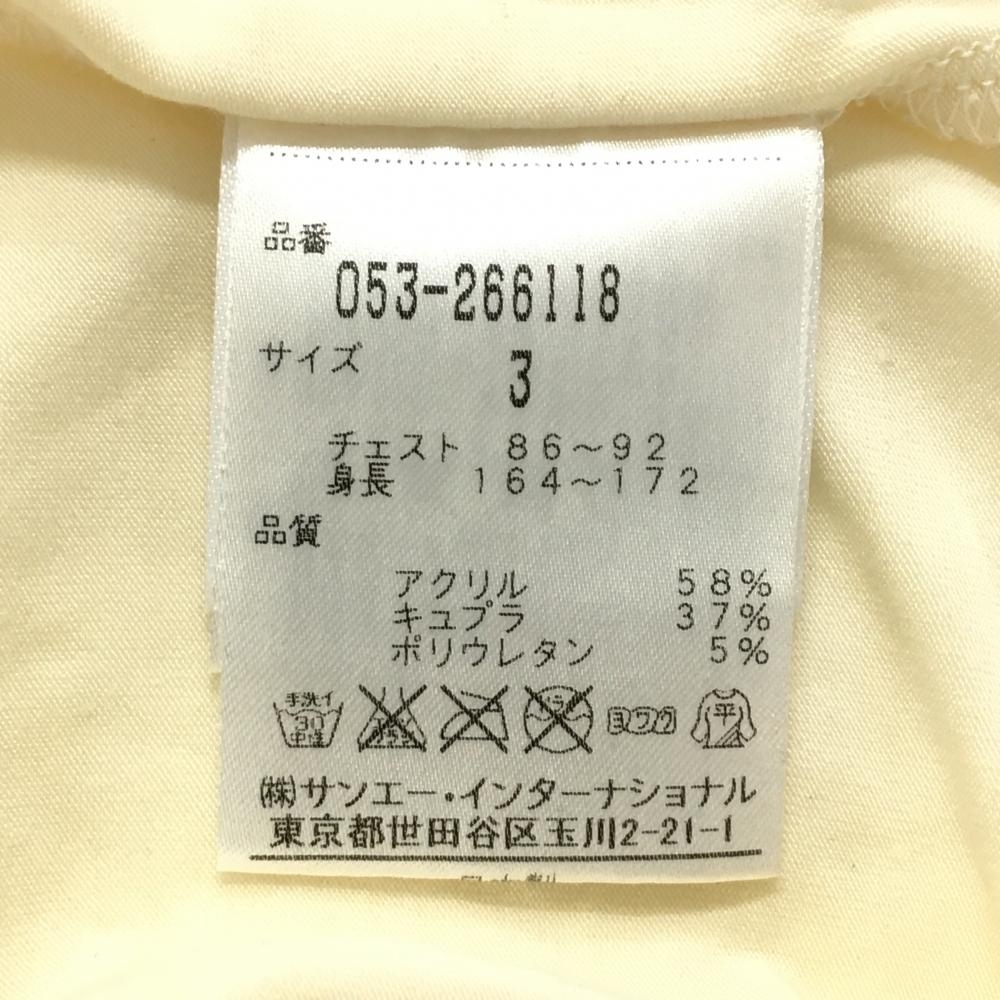 品番
053-266118
サイズ 3
チェスト 86～92
身長 164～172
品質
アクリル 58%
キュプラ 37%
ポリウレタン 5%
手洗イ
30
中性
ヨワク
平
(株)サンエー・インターナショナル
東京都世田谷区玉川2-21-1